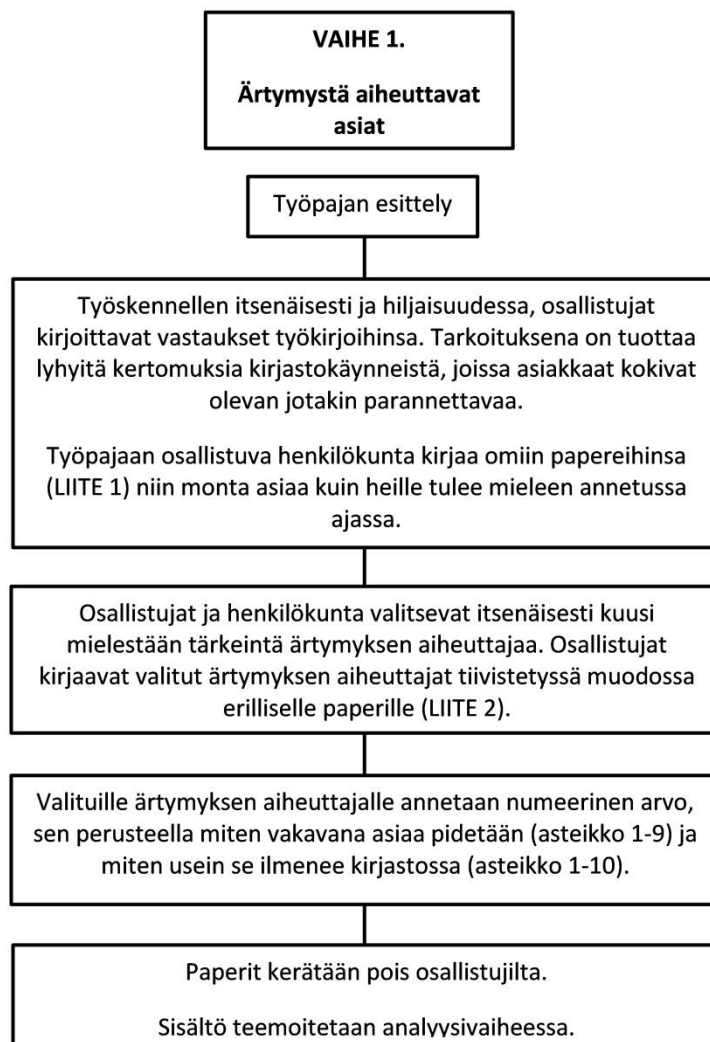 VAIHE 1.
Ärtymystä aiheuttavat
asiat
Työpajan esittely
Työskennellen itsenäisesti ja hiljaisuudessa, osallistujat
kirjoittavat vastaukset työkirjoihinsa. Tarkoituksena on tuottaa
lyhyitä kertomuksia kirjastokäynneistä, joissa asiakkaat kokivat
olevan jotakin parannettavaa.
Työpajaan osallistuva henkilökunta kirjaa omiin papereihinsa
(LIITE 1) niin monta asiaa kuin heille tulee mieleen annetussa
ajassa.
Osallistujat ja henkilökunta valitsevat itsenäisesti kuusi
mielestään tärkeintä ärtymyksen aiheuttajaa. Osallistujat
kirjaavat valitut ärtymyksen aiheuttajat tiivistetyssä muodossa
erilliselle paperille (LIITE 2).
Valituille ärtymyksen aiheuttajalle annetaan numeerinen arvo,
sen perusteella miten vakavana asiaa pidetään (asteikko 1-9) ja
miten usein se ilmenee kirjastossa (asteikko 1-10).
Paperit kerätään pois osallistujilta.
Sisältö teemoitetaan analyysivaiheessa.